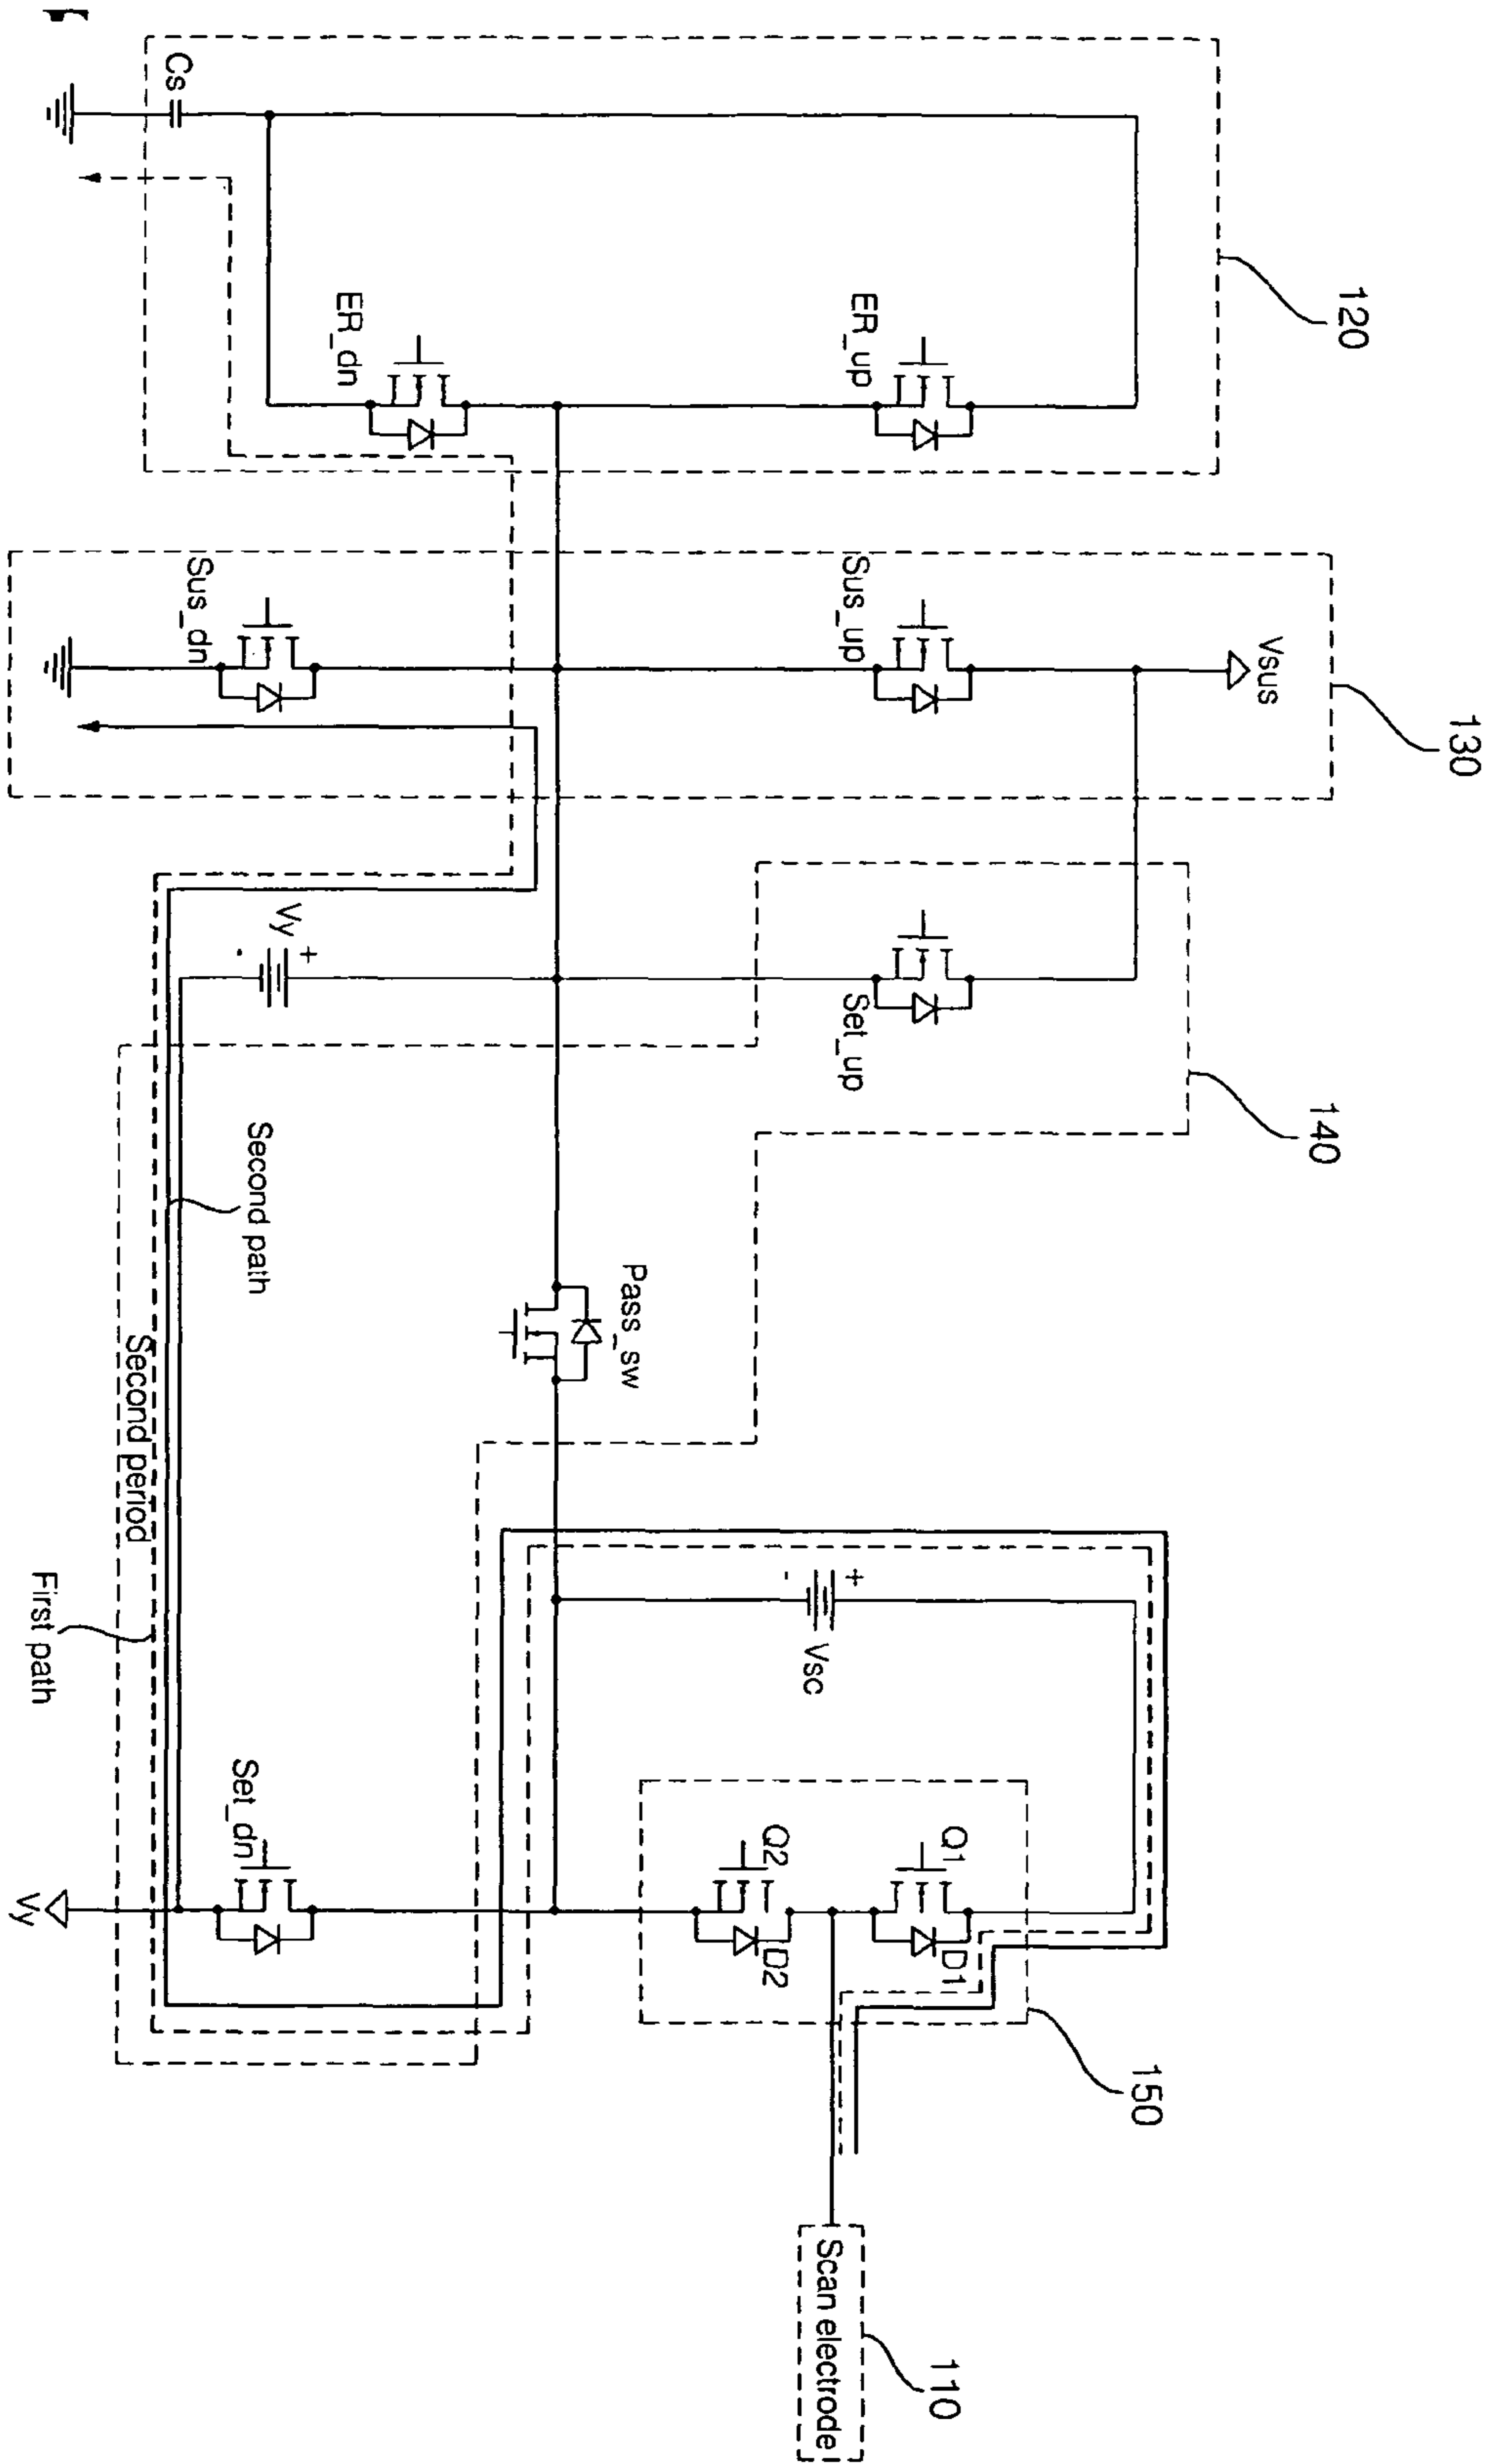 120
130
140
150
110
Cs
ER_up
ER_dn
Vsus
Sus_up
Sus_dn
Set_up
Vy
+
-
Second path
Pass_sw
Second period
First path
+
-
Vsc
Set_dn
Vy
Q1
D1
Q2
D2
Scan electrode